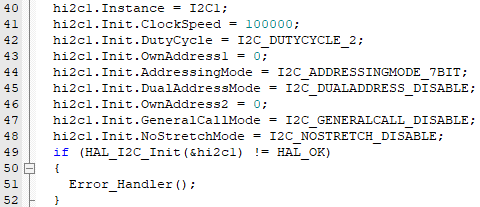 40 hi2c1.Instance = I2C1;
41 hi2c1.Init.ClockSpeed = 100000;
42 hi2c1.Init.DutyCycle = I2C_DUTYCYCLE_2;
43 hi2c1.Init.OwnAddress1 = 0;
44 hi2c1.Init.AddressingMode = I2C_ADDRESSINGMODE_7BIT;
45 hi2c1.Init.DualAddressMode = I2C_DUALADDRESS_DISABLE;
46 hi2c1.Init.OwnAddress2 = 0;
47 hi2c1.Init.GeneralCallMode = I2C_GENERALCALL_DISABLE;
48 hi2c1.Init.NoStretchMode = I2C_NOSTRETCH_DISABLE;
49 if (HAL_I2C_Init(&hi2c1) != HAL_OK)
50 {
51 Error_Handler();
52 }